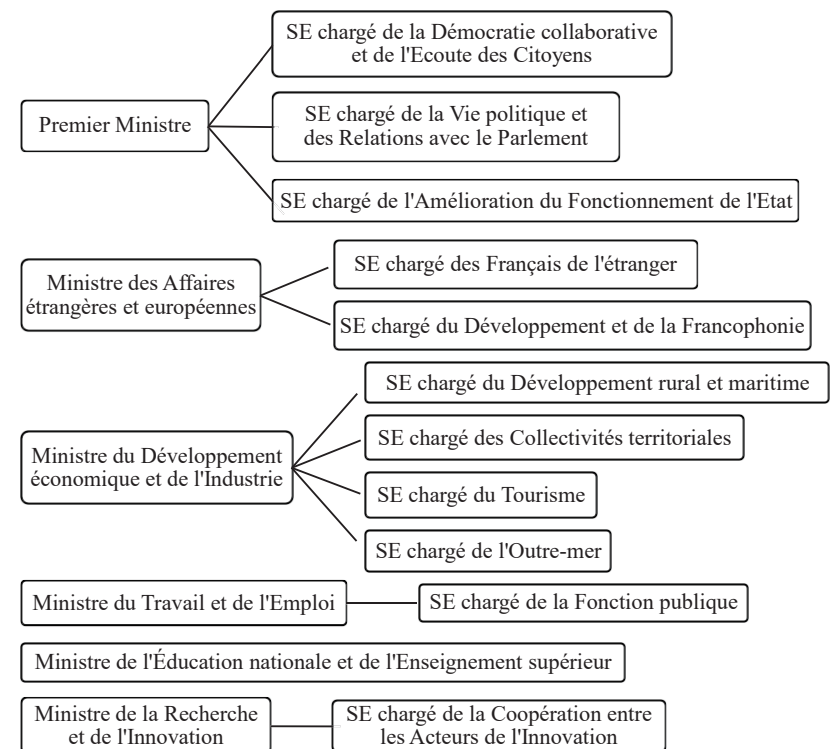 SE chargé de la Démocratie collaborative
et de l'Ecoute des Citoyens
Premier Ministre
SE chargé de la Vie politique et
des Relations avec le Parlement
SE chargé de l'Amélioration du Fonctionnement de l'Etat
Ministre des Affaires
étrangères et européennes
SE chargé des Français de l'étranger
SE chargé du Développement et de la Francophonie
Ministre du Développement
économique et de l'Industrie
SE chargé du Développement rural et maritime
SE chargé des Collectivités territoriales
SE chargé du Tourisme
SE chargé de l'Outre-mer
Ministre du Travail et de l'Emploi
SE chargé de la Fonction publique
Ministre de l'Éducation nationale et de l'Enseignement supérieur
Ministre de la Recherche
et de l'Innovation
SE chargé de la Coopération entre
les Acteurs de l'Innovation